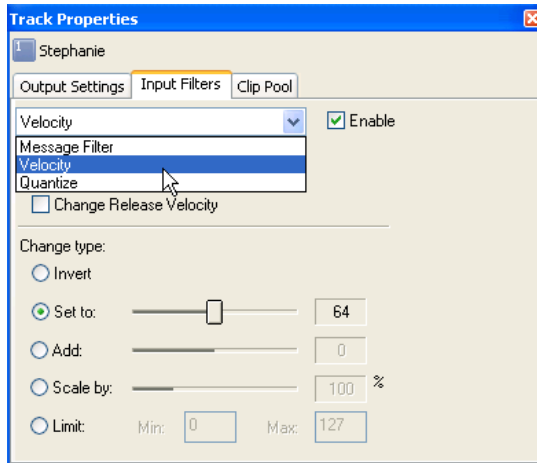 Track Properties
1 Stephanie
Output Settings Input Filters Clip Pool
Velocity Enable
Message Filter
Velocity
Quantize
Change Release Velocity
Change type:
Invert
Set to: 64
Add: 0
Scale by: 100 %
Limit: Min: 0 Max: 127